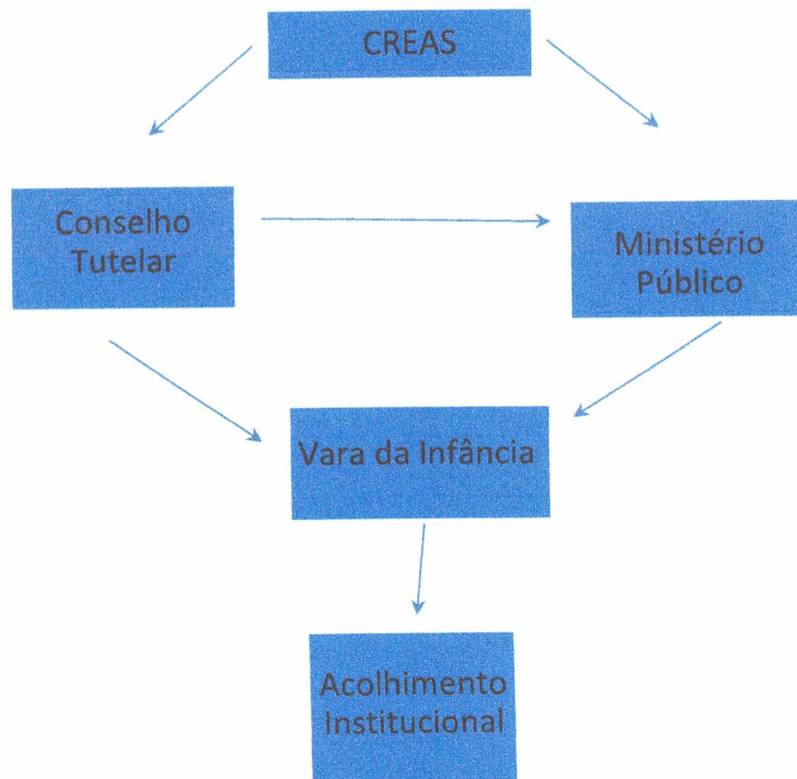 CREAS
Conselho
Tutelar
Ministério
Público
Vara da Infância
Acolhimento
Institucional